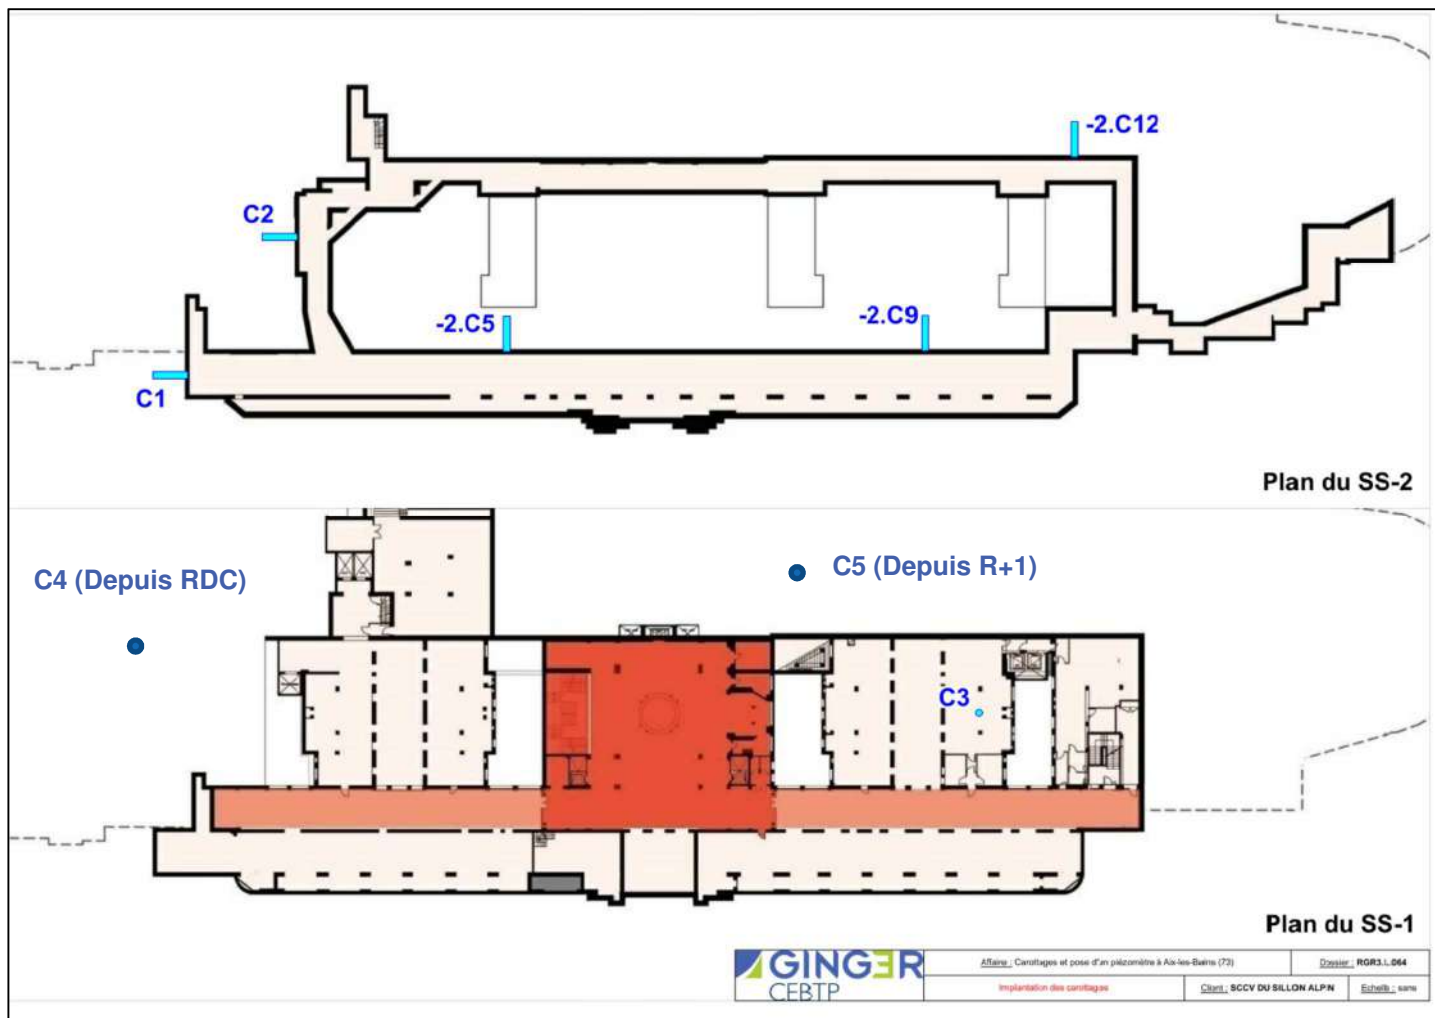 -2.C12
C2
-2.C5
-2.C9
C1
Plan du SS-2
C4 (Depuis RDC)
C5 (Depuis R+1)
C3
Plan du SS-1
GINGER
CEBTP
Affaire : Carottages et pose d'un piézomètre à Aix-les-Bains (73)
Dossier : RGR3.L.064
Implantation des carottages
Client : SCCV DU SILLON ALPIN
Echelle : sans